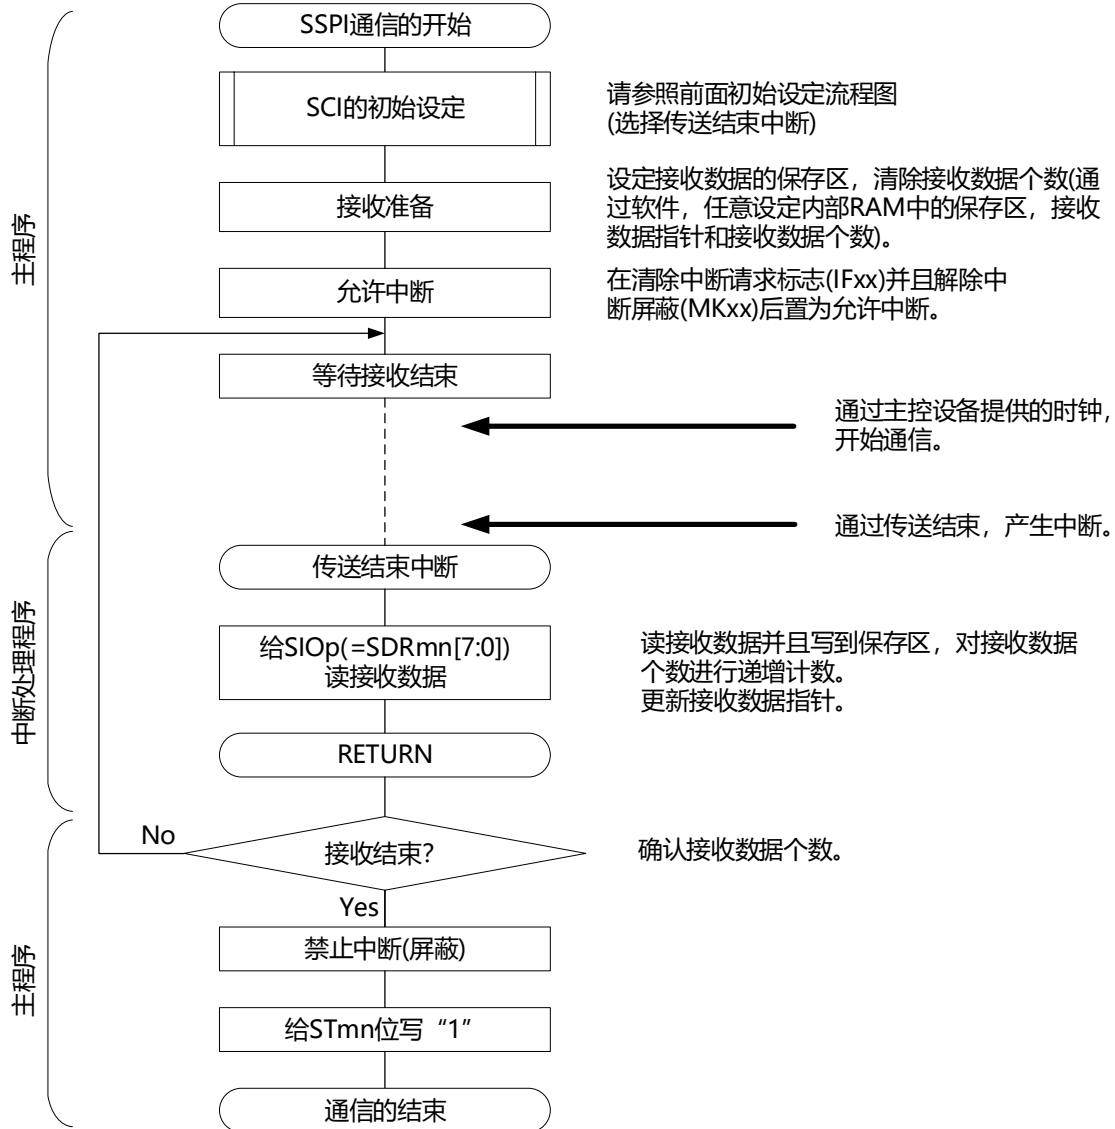 SSPI通信的开始
SCI的初始设定
请参照前面初始设定流程图
(选择传送结束中断)
接收准备
设定接收数据的保存区，清除接收数据个数(通
过软件，任意设定内部RAM中的保存区，接收
数据指针和接收数据个数)。
主程序
允许中断
在清除中断请求标志(IFxx)并且解除中
断屏蔽(MKxx)后置为允许中断。
等待接收结束
通过主控设备提供的时钟，
开始通信。
通过传送结束，产生中断。
传送结束中断
中断处理程序
给SIOp(=SDRmn[7:0])
读接收数据
读接收数据并且写到保存区，对接收数据
个数进行递增计数。
更新接收数据指针。
RETURN
No
接收结束?
确认接收数据个数。
Yes
禁止中断(屏蔽)
主程序
给STmn位写“1”
通信的结束